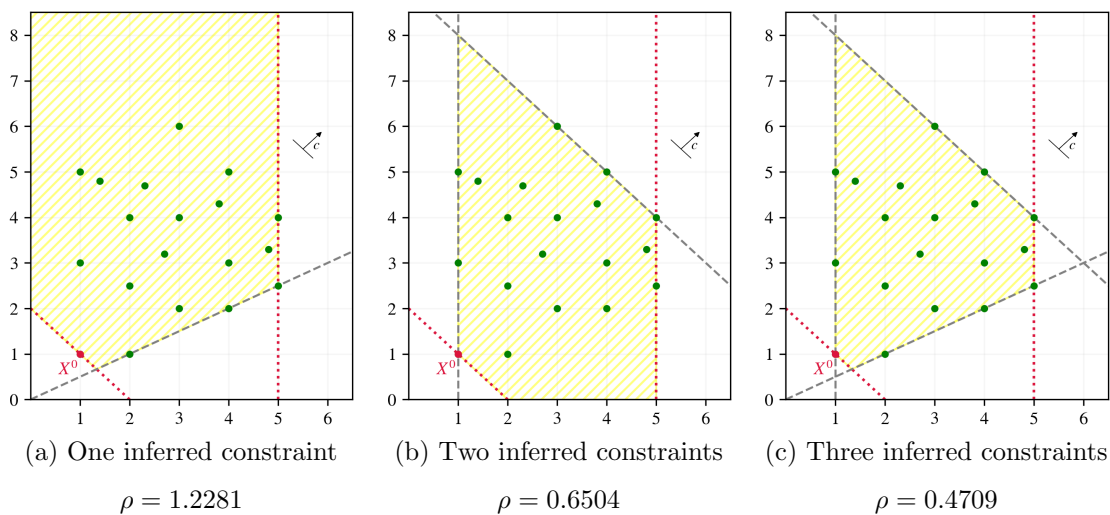 8 8 8
7 7 7
6 6 6
c c c
5 5 5
4 4 4
3 3 3
2 2 2
1 1 1
X⁰ X⁰ X⁰
0 0 0
1 2 3 4 5 6 1 2 3 4 5 6 1 2 3 4 5 6
(a) One inferred constraint (b) Two inferred constraints (c) Three inferred constraints
ρ = 1.2281 ρ = 0.6504 ρ = 0.4709